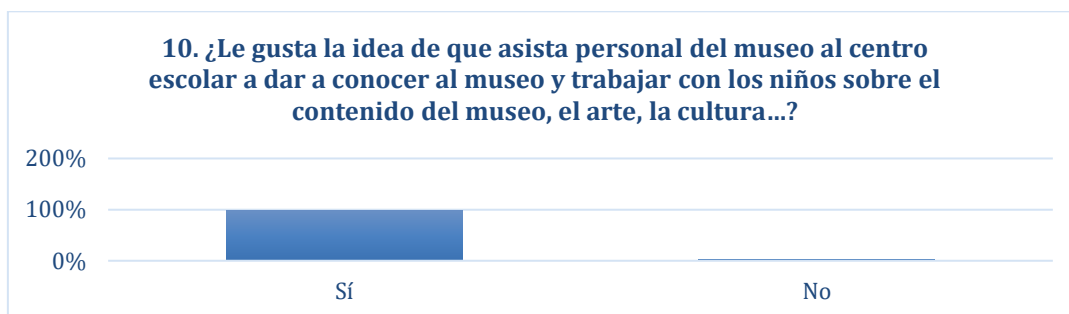 10. ¿Le gusta la idea de que asista personal del museo al centro
escolar a dar a conocer al museo y trabajar con los niños sobre el
contenido del museo, el arte, la cultura…?
200%
100%
0%
Sí
No